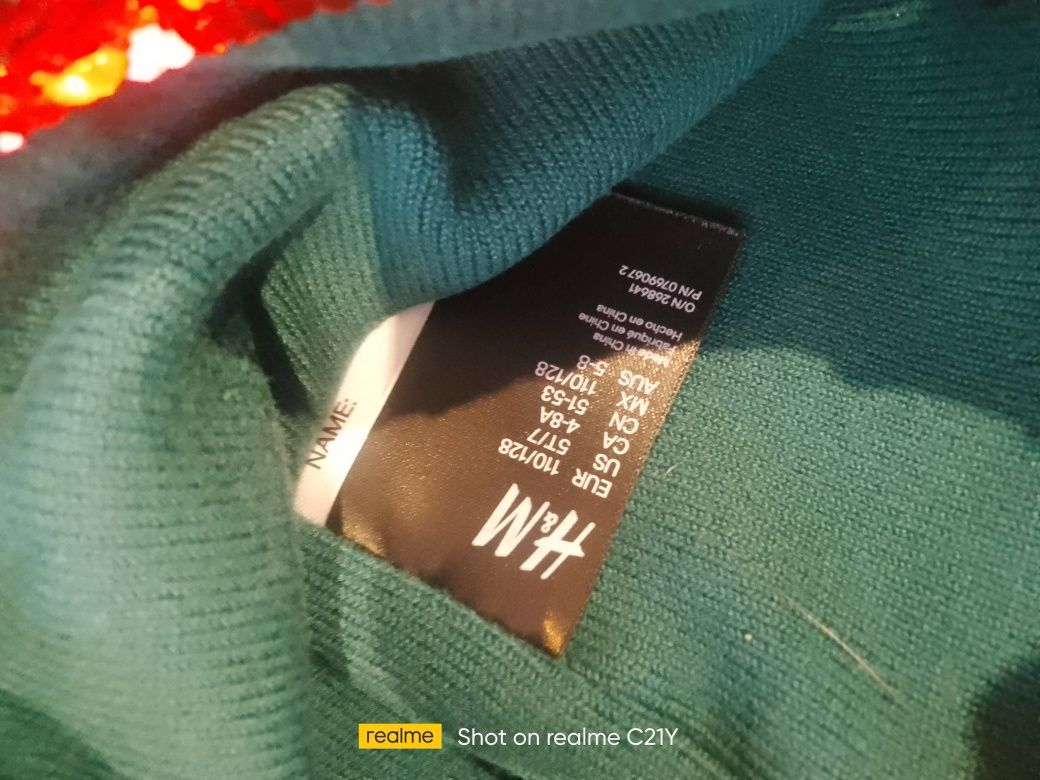 H&M
EUR 110/128
US 5T/7
CA 4-8A
CN 51-53
MX 110/128
AUS 5-8
Made in China
Fabriqué en Chine
Hecho en China
O/N 268641
P/N 0769067 2
NAME:
realme Shot on realme C21Y